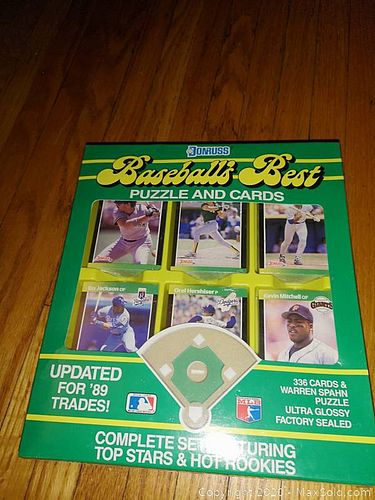 DONRUSS
Baseball's Best
PUZZLE AND CARDS
Bo Jackson OF
Orel Hershiser P
Kevin Mitchell OF
Dodgers
GIANTS
UPDATED
FOR '89
TRADES!
336 CARDS &
WARREN SPAHN
PUZZLE
ULTRA GLOSSY
FACTORY SEALED
COMPLETE SET FEATURING
TOP STARS & HOT ROOKIES
Copyright 2020 - MaxSold.com